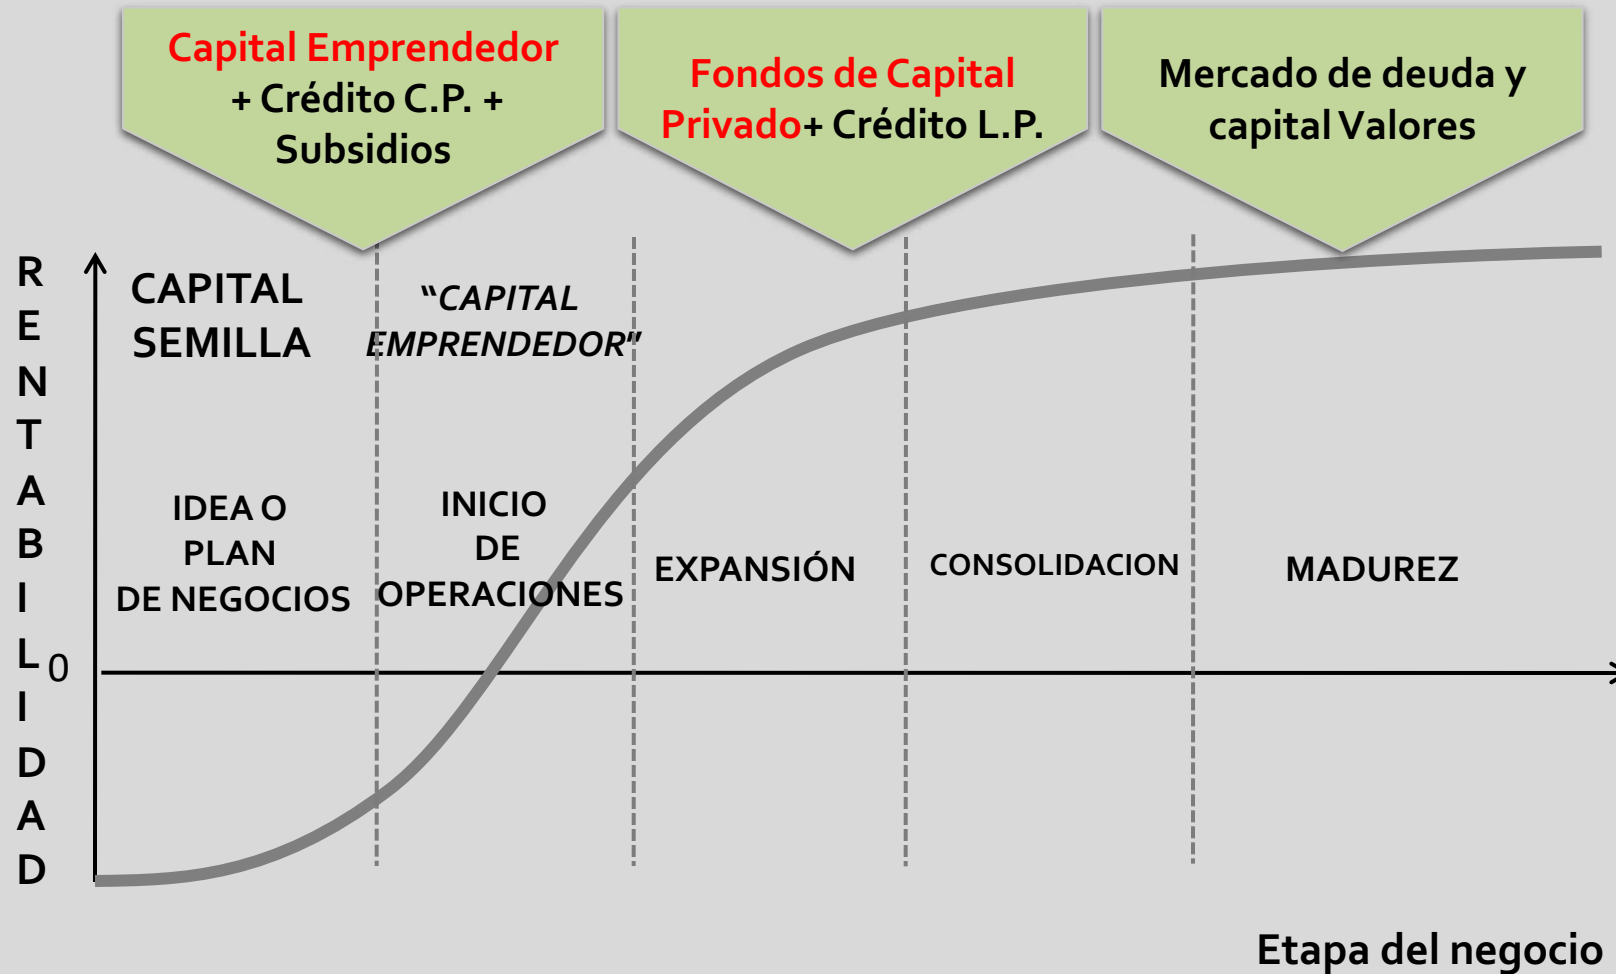 Capital Emprendedor
+ Crédito C.P. +
Subsidios
Fondos de Capital
Privado+ Crédito L.P.
Mercado de deuda y
capital Valores
R
E
N
T
A
B
I
L
I
D
A
D
0
CAPITAL
SEMILLA
“CAPITAL
EMPRENDEDOR”
IDEA O
PLAN
DE NEGOCIOS
INICIO
DE
OPERACIONES
EXPANSIÓN
CONSOLIDACION
MADUREZ
Etapa del negocio